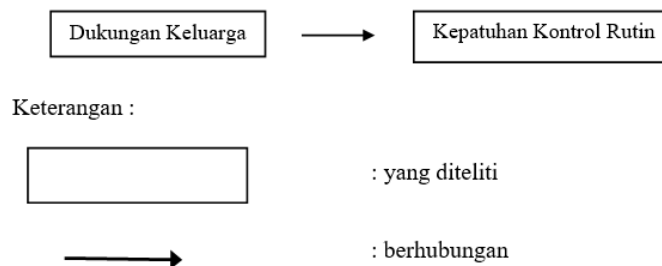 Dukungan Keluarga
Kepatuhan Kontrol Rutin
Keterangan :
: yang diteliti
: berhubungan